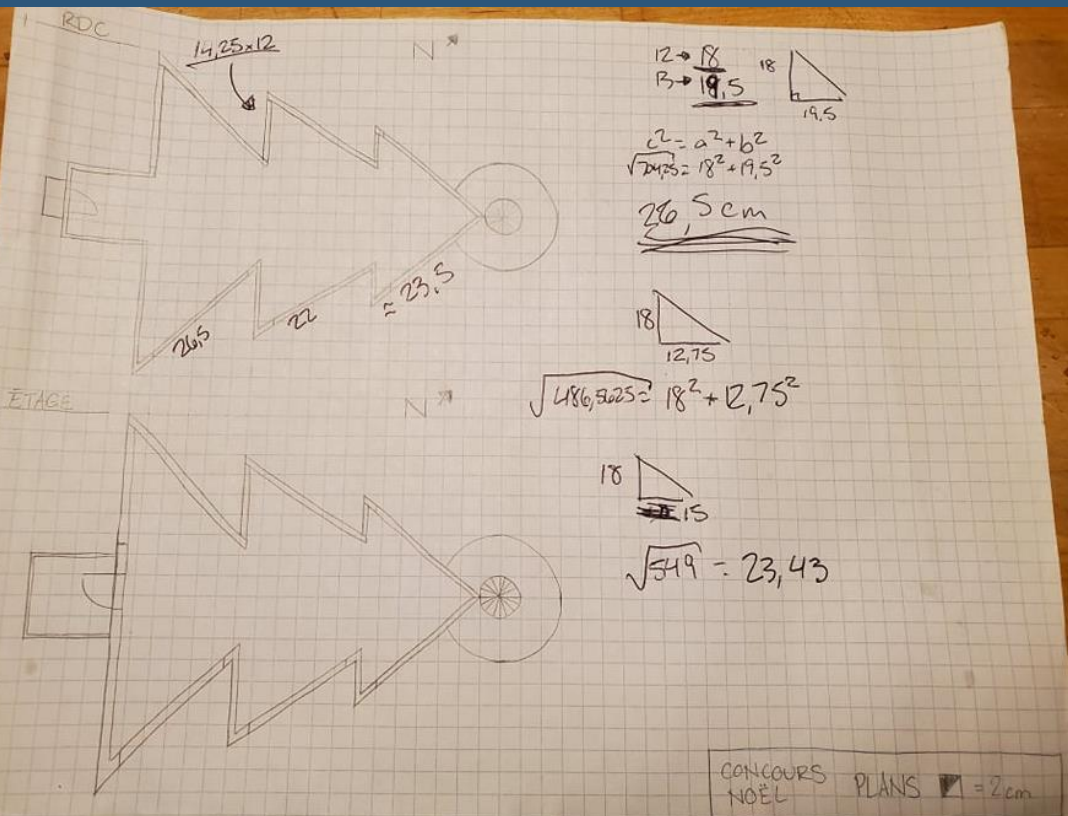 RDC
14,25x12
N
12→ 18
B→ 19,5
18
19.5
c² = a² + b²
√704,25 = 18² + 19,5²
26,5 cm
26,5
22
≃ 23.5
18
12,75
ÉTAGE
N
√486,5625 = 18² + 12,75²
18
15
√549 = 23,43
CONCOURS
NOËL
PLANS = 2cm